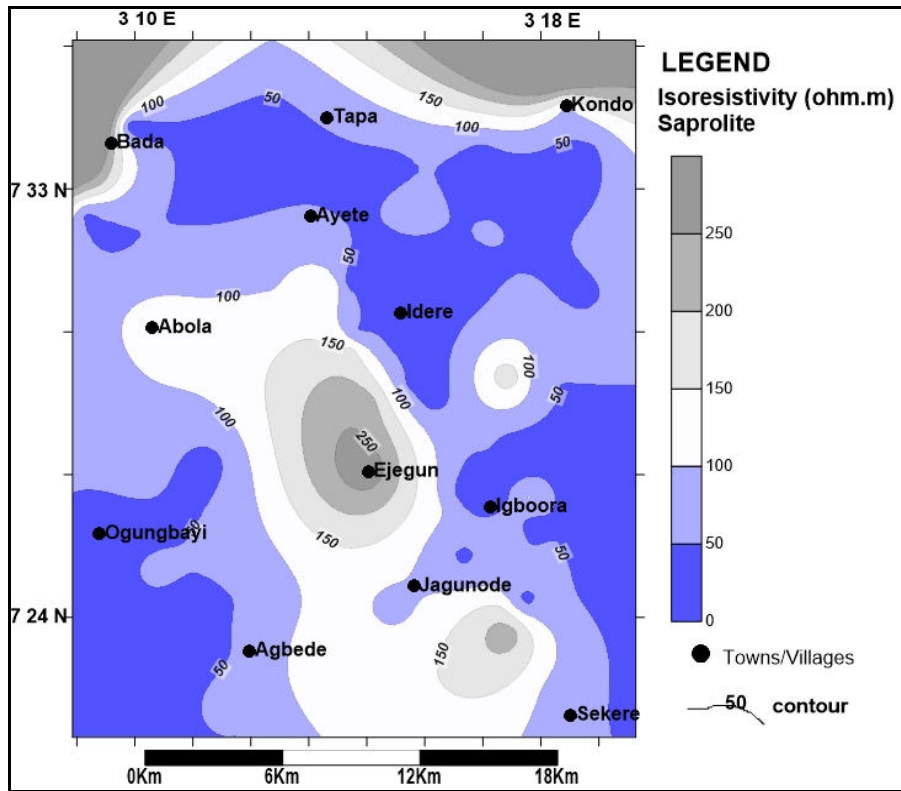 3 10 E
3 18 E
7 33 N
7 24 N
100
50
150
100
50
Tapa
Kondo
Bada
Ayete
50
100
Idere
Abola
150
100
100
50
100
250
Ejegun
Igboora
Ogungbayi
50
150
50
Jagunode
Agbede
50
150
Sekere
0Km
6Km
12Km
18Km
LEGEND
Isoresistivity (ohm.m)
Saprolite
250
200
150
100
50
0
Towns/Villages
50 contour